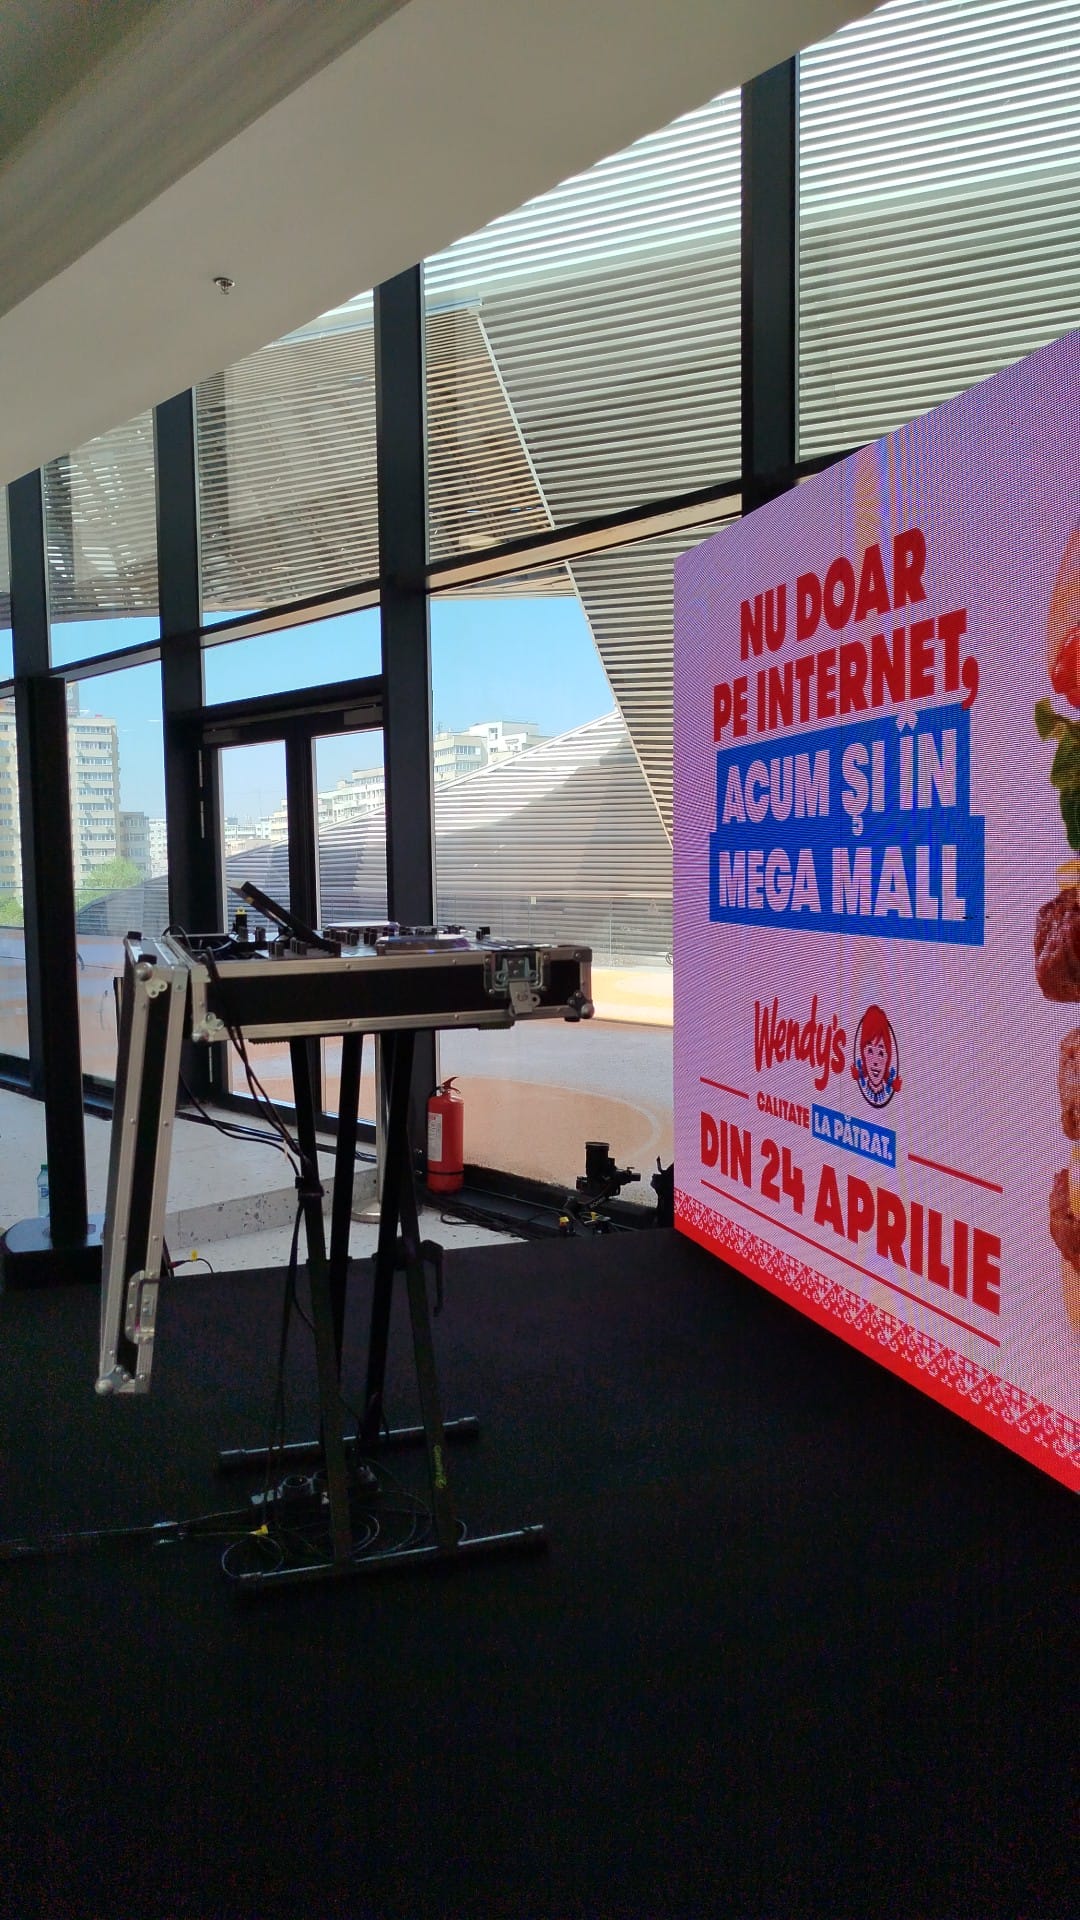 NU DOAR
PE INTERNET,
ACUM ȘI ÎN
MEGA MALL
Wendy's
CALITATE LA PĂTRAT.
DIN 24 APRILIE